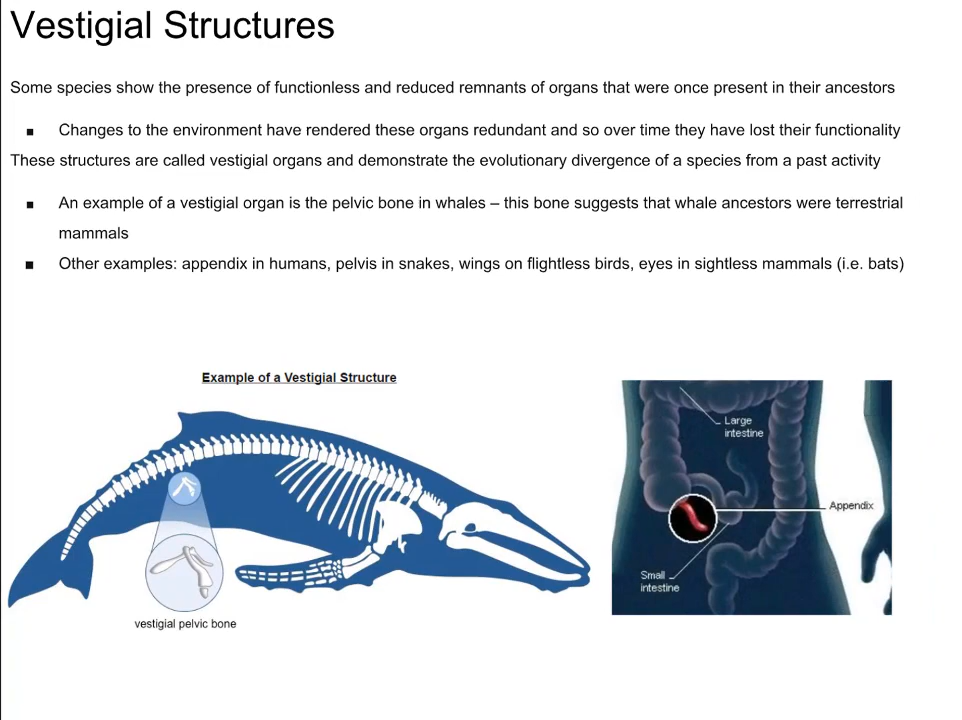 Vestigial Structures
Some species show the presence of functionless and reduced remnants of organs that were once present in their ancestors
■ Changes to the environment have rendered these organs redundant and so over time they have lost their functionality
These structures are called vestigial organs and demonstrate the evolutionary divergence of a species from a past activity
■ An example of a vestigial organ is the pelvic bone in whales – this bone suggests that whale ancestors were terrestrial
mammals
■ Other examples: appendix in humans, pelvis in snakes, wings on flightless birds, eyes in sightless mammals (i.e. bats)
Example of a Vestigial Structure
vestigial pelvic bone
Large
intestine
Appendix
Small
intestine